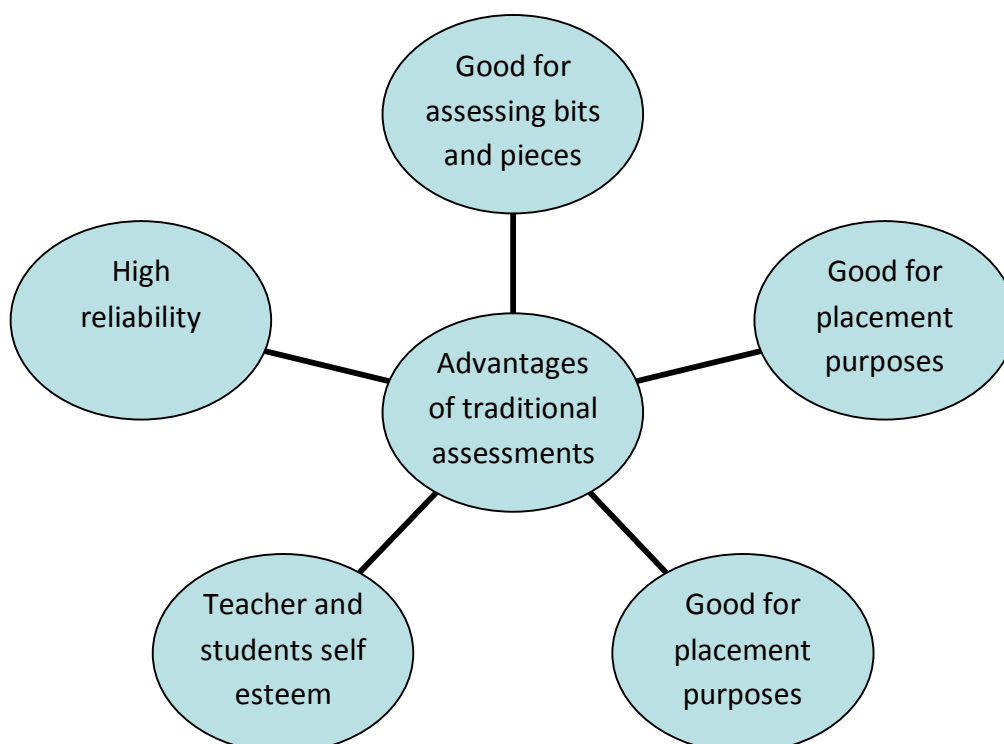 Good for
assessing bits
and pieces
High
reliability
Good for
placement
purposes
Advantages
of traditional
assessments
Teacher and
students self
esteem
Good for
placement
purposes